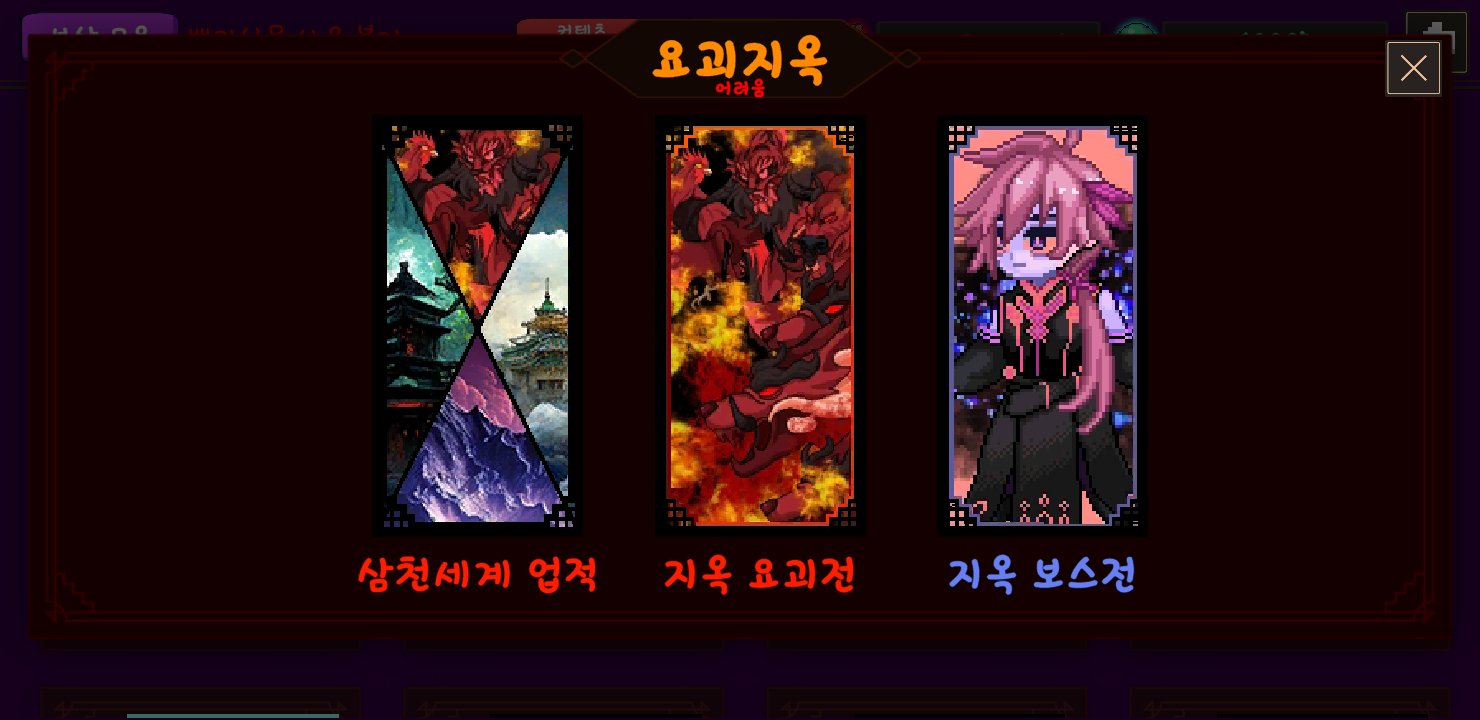 요괴지옥
어려움
삼천세계 업적
지옥 요괴전
지옥 보스전